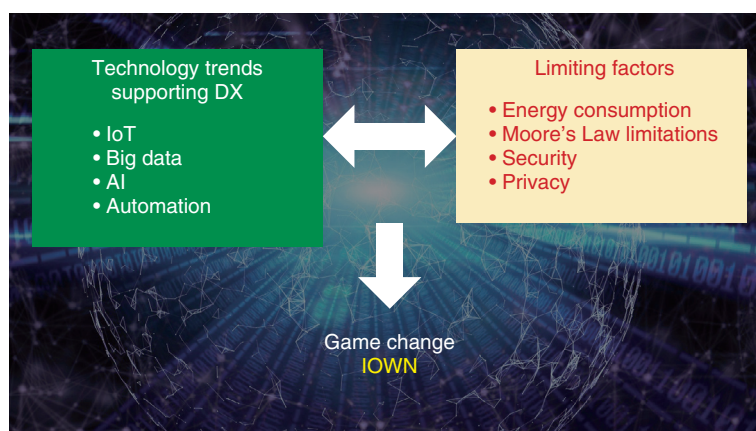 Technology trends
supporting DX
• IoT
• Big data
• AI
• Automation
Limiting factors
• Energy consumption
• Moore's Law limitations
• Security
• Privacy
Game change
IOWN